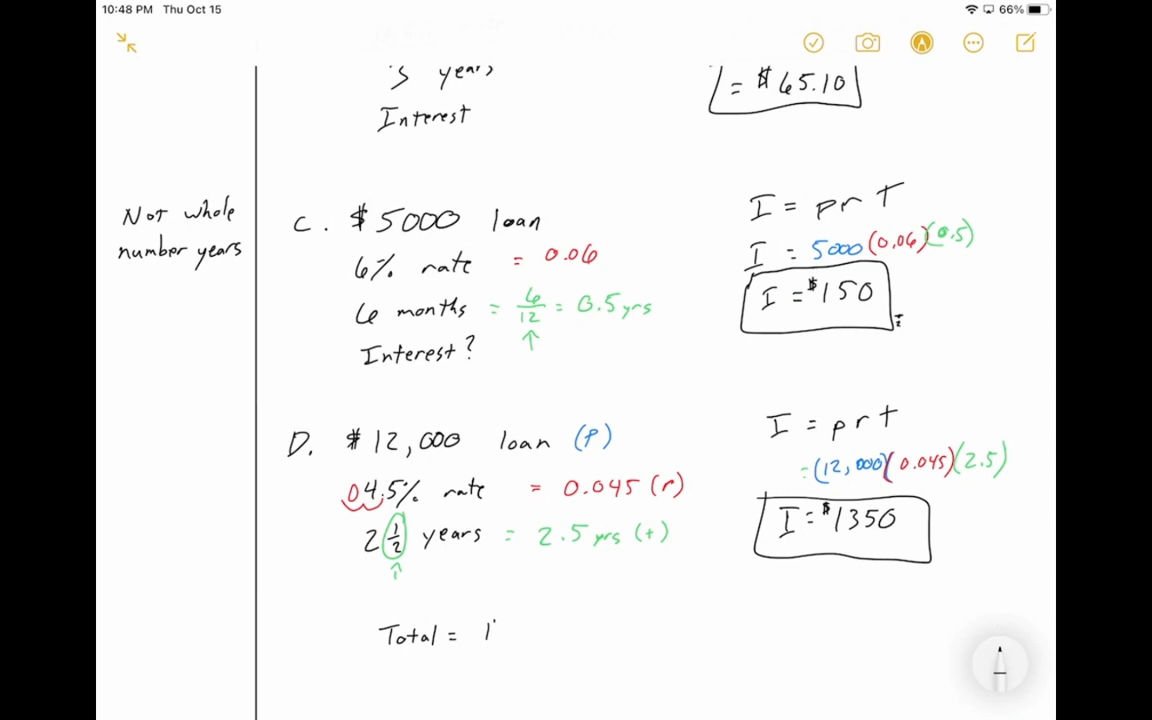 10:48 PM Thu Oct 15
66%
3 years
Interest
= $65.10
Not whole
number years
C. $5000 loan
6% rate = 0.06
6 months = 6/12 = 0.5 yrs
↑
Interest?
I = prt
I = 5000(0.06)(0.5)
I = $150
D. $12,000 loan (P)
04.5% rate = 0.045 (r)
2 1/2 years = 2.5 yrs (t)
↑
I = prt
= (12,000)(0.045)(2.5)
I = $1350
Total = 1